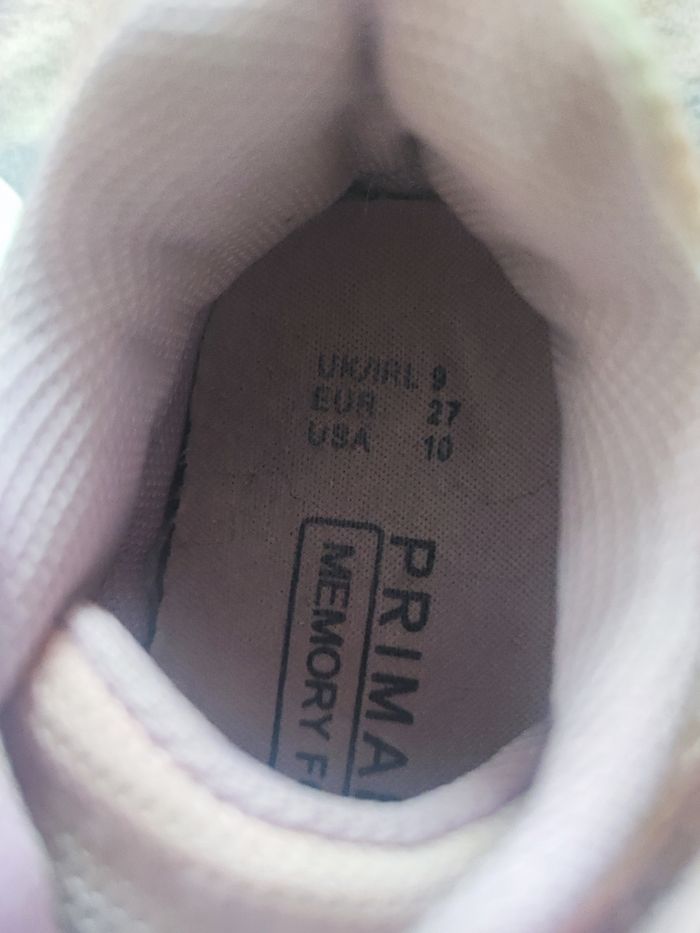 UK/IRL 9
EUR 27
USA 10
PRIMA
MEMORY F